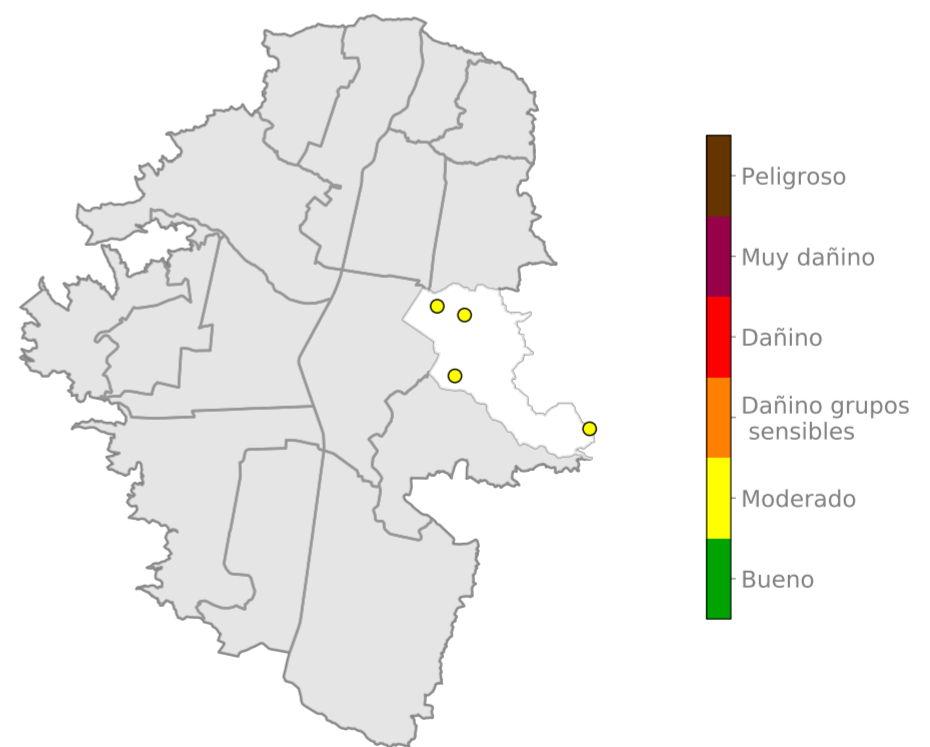 Peligroso
Muy dañino
Dañino
Dañino grupos
sensibles
Moderado
Bueno